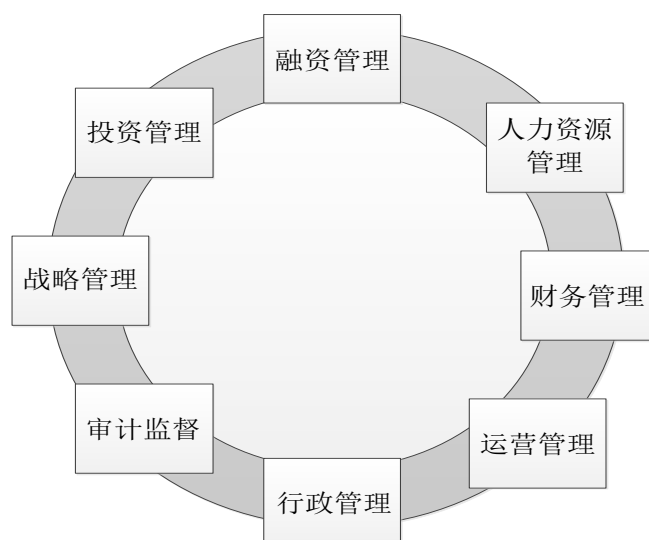 融资管理
投资管理
人力资源
管理
战略管理
财务管理
审计监督
运营管理
行政管理